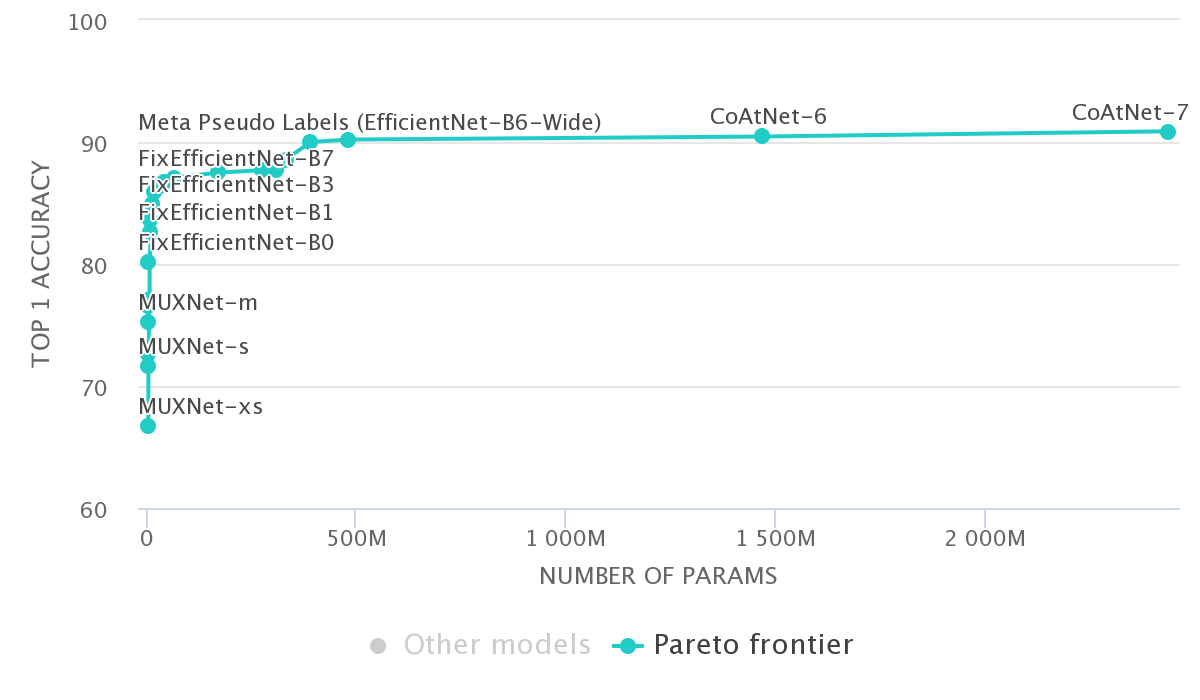 100
90
80
70
60
TOP 1 ACCURACY
Meta Pseudo Labels (EfficientNet-B6-Wide)
CoAtNet-6
CoAtNet-7
FixEfficientNet-B7
FixEfficientNet-B3
FixEfficientNet-B1
FixEfficientNet-B0
MUXNet-m
MUXNet-s
MUXNet-xs
0
500M
1 000M
1 500M
2 000M
NUMBER OF PARAMS
Other models
Pareto frontier